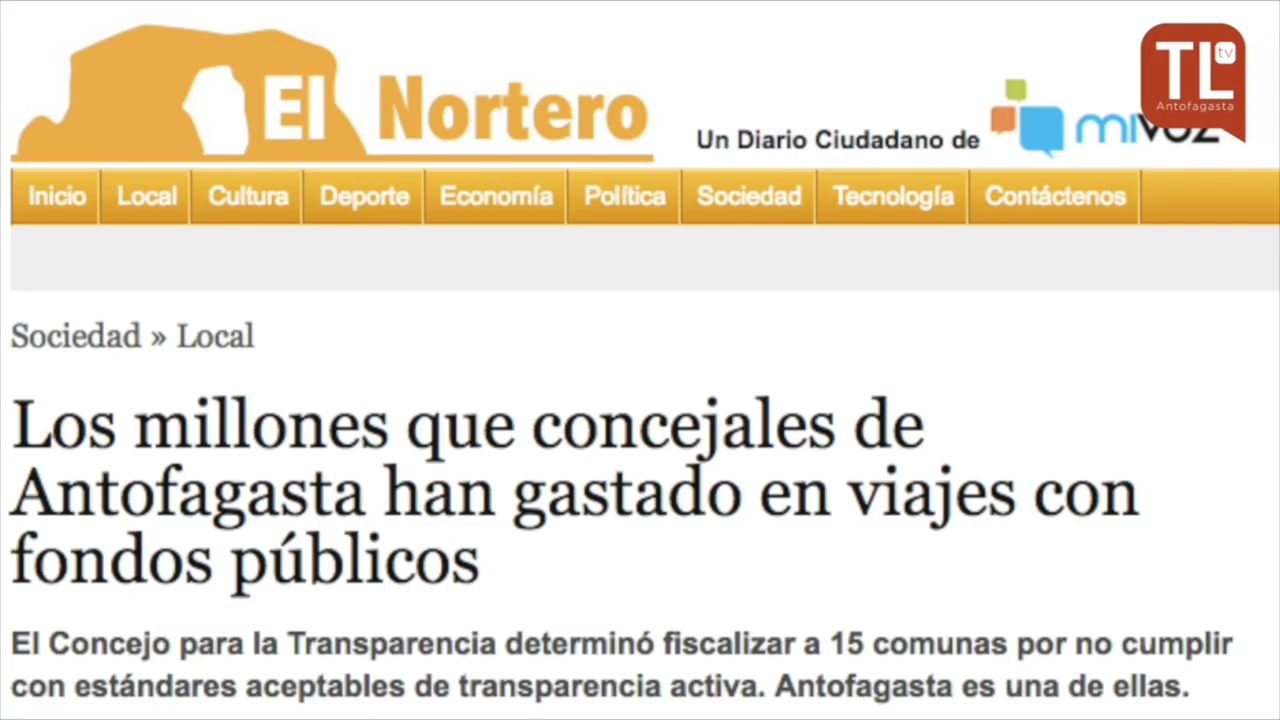 El Nortero
Un Diario Ciudadano de mivoz
TL tv
Antofagasta
Inicio Local Cultura Deporte Economía Política Sociedad Tecnología Contáctenos
Sociedad » Local
Los millones que concejales de
Antofagasta han gastado en viajes con
fondos públicos
El Concejo para la Transparencia determinó fiscalizar a 15 comunas por no cumplir
con estándares aceptables de transparencia activa. Antofagasta es una de ellas.